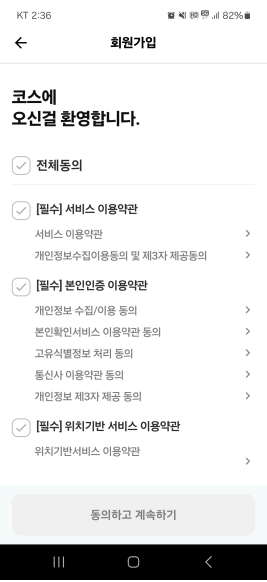 KT 2:36
82%
회원가입
코스에
오신걸 환영합니다.
전체동의
[필수] 서비스 이용약관
서비스 이용약관
개인정보수집이용동의 및 제3자 제공동의
[필수] 본인인증 이용약관
개인정보 수집/이용 동의
본인확인서비스 이용약관 동의
고유식별정보 처리 동의
통신사 이용약관 동의
개인정보 제3자 제공 동의
[필수] 위치기반 서비스 이용약관
위치기반서비스 이용약관
동의하고 계속하기